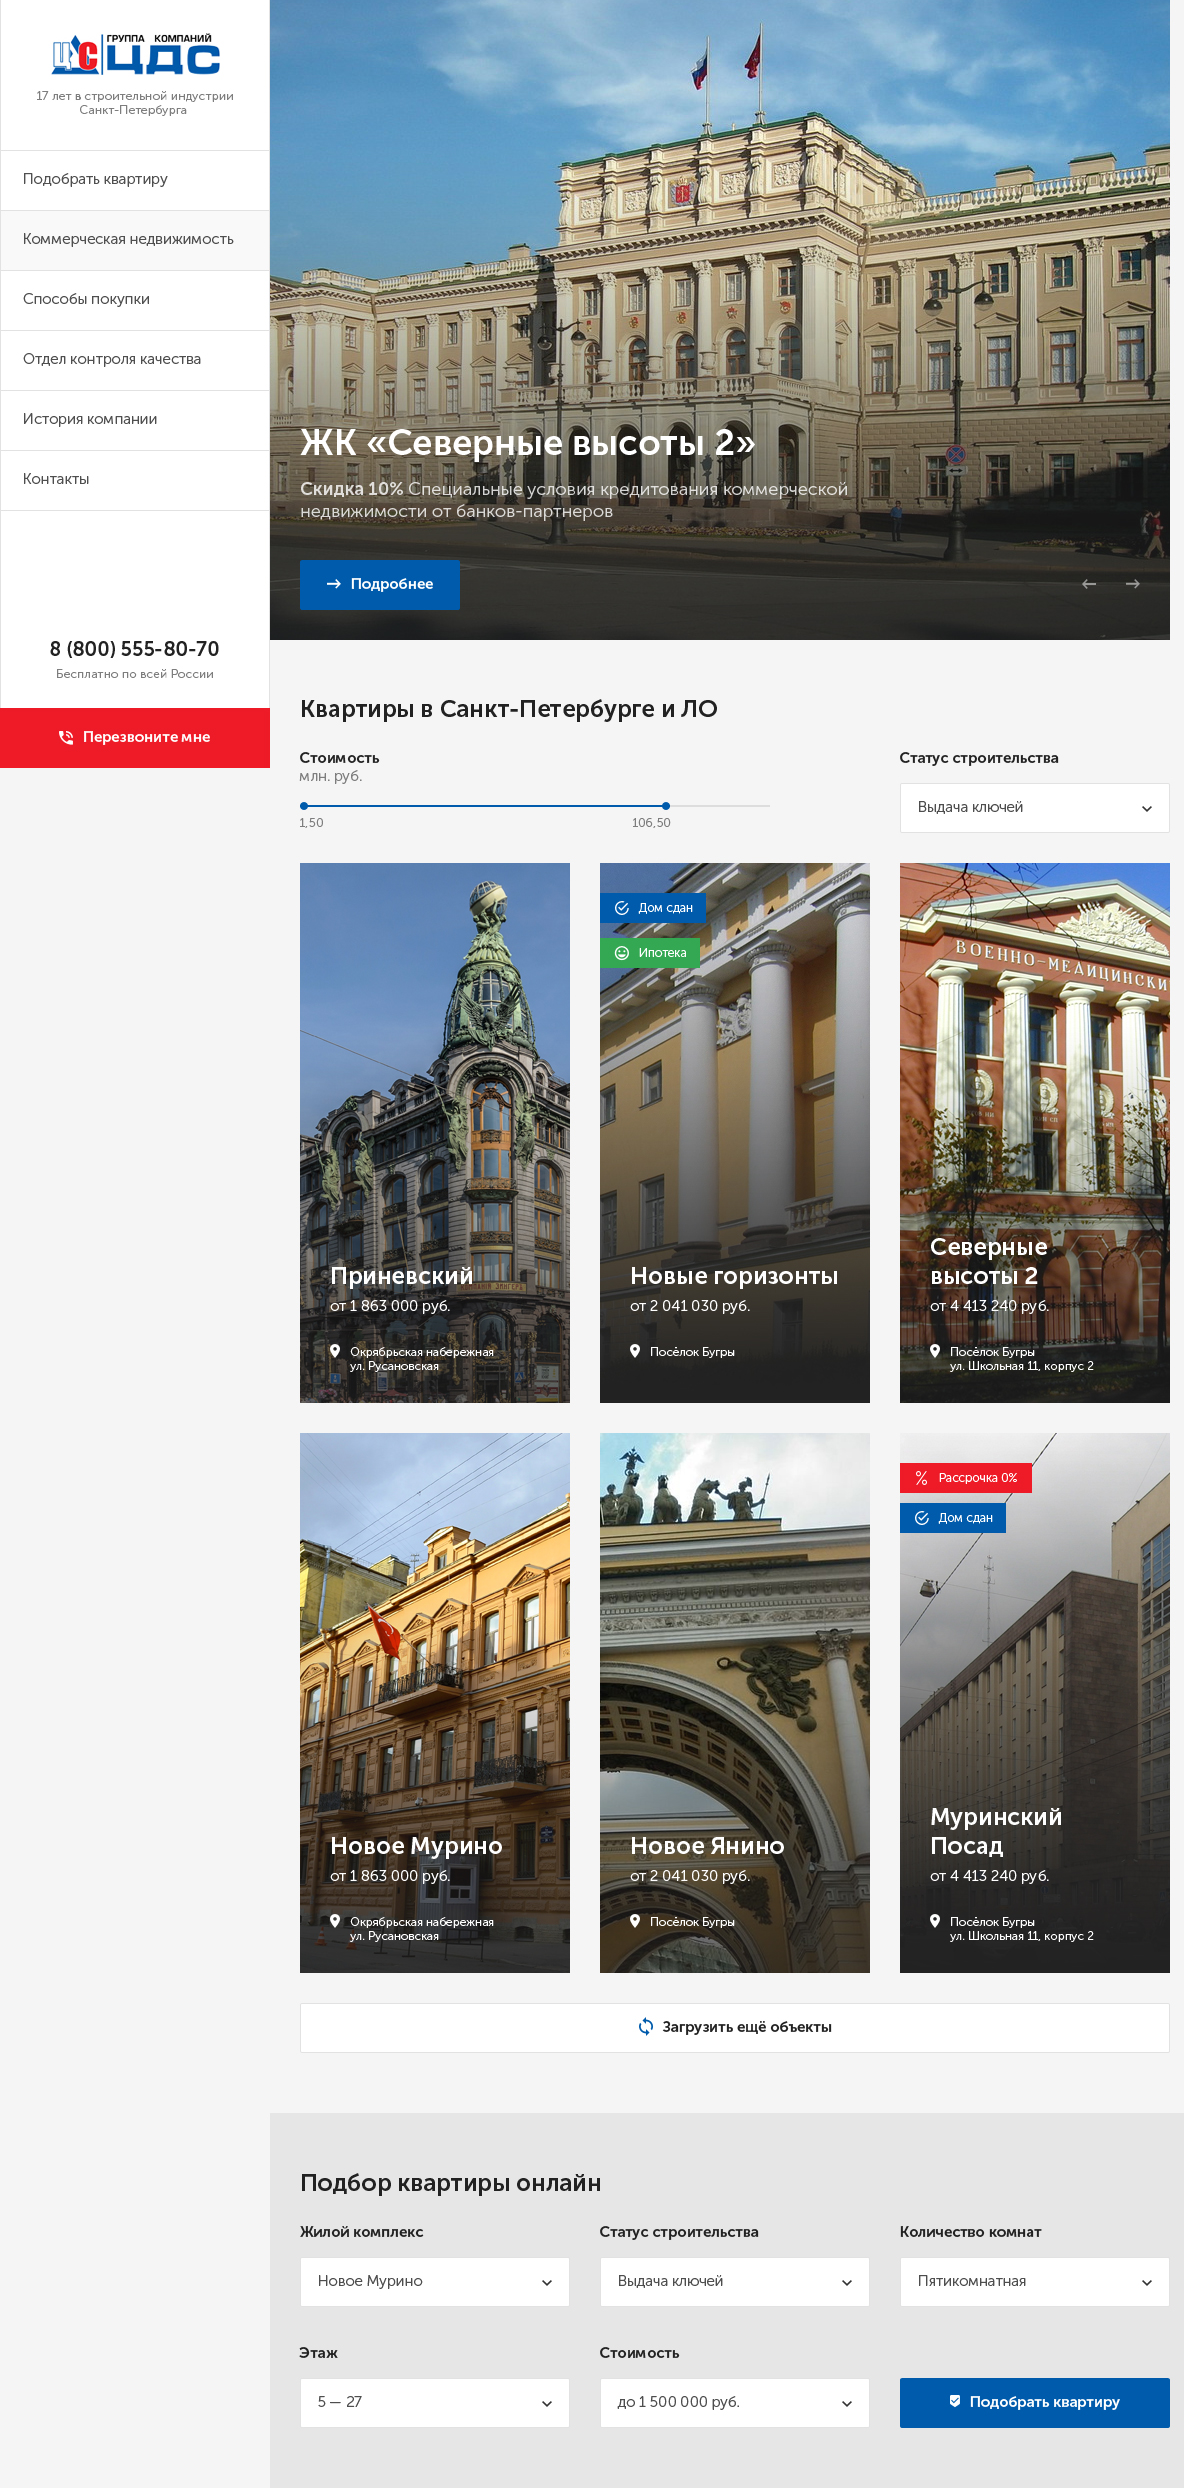 ГРУППА КОМПАНИЙ
ЦДС
17 лет в строительной индустрии
Санкт-Петербурга
Подобрать квартиру
Коммерческая недвижимость
Способы покупки
Отдел контроля качества
История компании
Контакты
8 (800) 555-80-70
Бесплатно по всей России
Перезвоните мне
ЖК «Северные высоты 2»
Скидка 10% Специальные условия кредитования коммерческой
недвижимости от банков-партнеров
Подробнее
Квартиры в Санкт-Петербурге и ЛО
Стоимость
млн. руб.
1,50
106,50
Статус строительства
Выдача ключей
Приневский
от 1 863 000 руб.
Окрябрьская набережная
ул. Русановская
Дом сдан
Ипотека
Новые горизонты
от 2 041 030 руб.
Посёлок Бугры
ВОЕННО-МЕДИЦИНСКИ
Северные
высоты 2
от 4 413 240 руб.
Посёлок Бугры
ул. Школьная 11, корпус 2
Новое Мурино
от 1 863 000 руб.
Окрябрьская набережная
ул. Русановская
Новое Янино
от 2 041 030 руб.
Посёлок Бугры
Рассрочка 0%
Дом сдан
Муринский
Посад
от 4 413 240 руб.
Посёлок Бугры
ул. Школьная 11, корпус 2
Загрузить ещё объекты
Подбор квартиры онлайн
Жилой комплекс
Новое Мурино
Статус строительства
Выдача ключей
Количество комнат
Пятикомнатная
Этаж
5 — 27
Стоимость
до 1 500 000 руб.
Подобрать квартиру